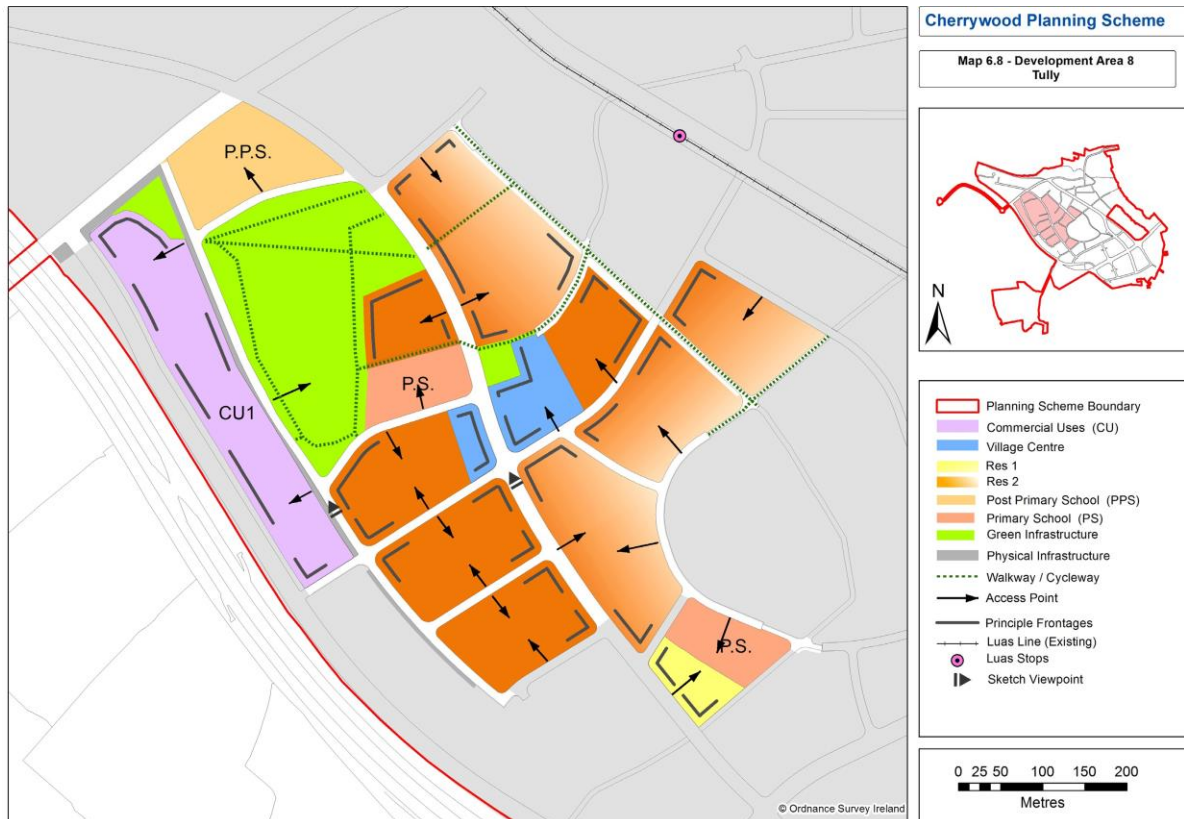 Cherrywood Planning Scheme
Map 6.8 - Development Area 8
Tully
P.P.S.
CU1
P.S.
P.S.
N
Planning Scheme Boundary
Commercial Uses (CU)
Village Centre
Res 1
Res 2
Post Primary School (PPS)
Primary School (PS)
Green Infrastructure
Physical Infrastructure
Walkway / Cycleway
Access Point
Principle Frontages
Luas Line (Existing)
Luas Stops
Sketch Viewpoint
0 25 50 100 150 200
Metres
© Ordnance Survey Ireland